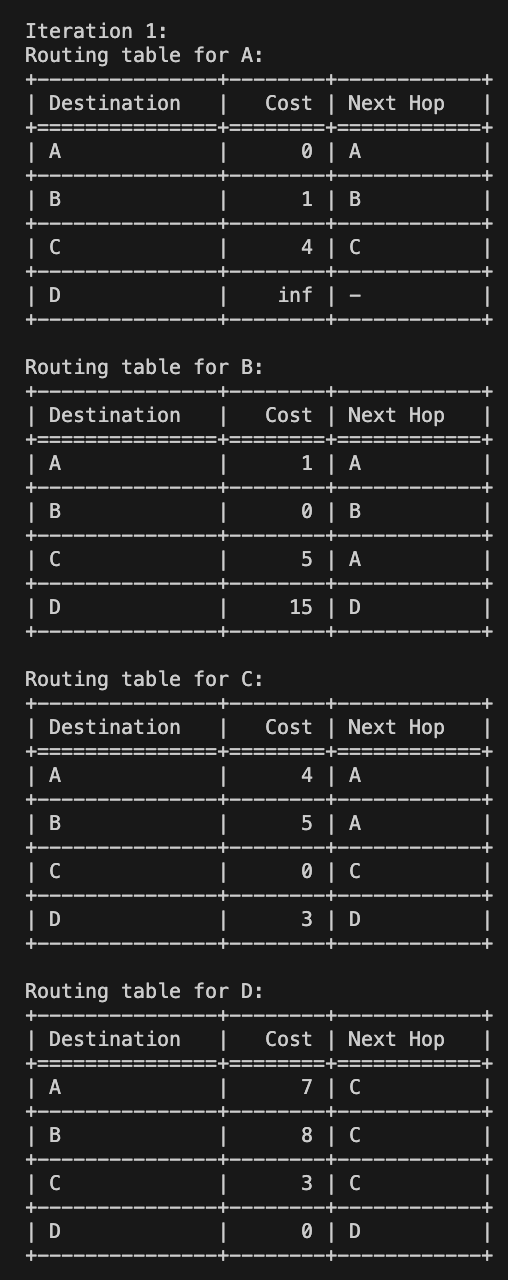 Iteration 1:
Routing table for A:
+---------------+--------+------------+
| Destination   |   Cost | Next Hop   |
+===============+========+============+
| A             |      0 | A          |
+---------------+--------+------------+
| B             |      1 | B          |
+---------------+--------+------------+
| C             |      4 | C          |
+---------------+--------+------------+
| D             |    inf | -          |
+---------------+--------+------------+

Routing table for B:
+---------------+--------+------------+
| Destination   |   Cost | Next Hop   |
+===============+========+============+
| A             |      1 | A          |
+---------------+--------+------------+
| B             |      0 | B          |
+---------------+--------+------------+
| C             |      5 | A          |
+---------------+--------+------------+
| D             |     15 | D          |
+---------------+--------+------------+

Routing table for C:
+---------------+--------+------------+
| Destination   |   Cost | Next Hop   |
+===============+========+============+
| A             |      4 | A          |
+---------------+--------+------------+
| B             |      5 | A          |
+---------------+--------+------------+
| C             |      0 | C          |
+---------------+--------+------------+
| D             |      3 | D          |
+---------------+--------+------------+

Routing table for D:
+---------------+--------+------------+
| Destination   |   Cost | Next Hop   |
+===============+========+============+
| A             |      7 | C          |
+---------------+--------+------------+
| B             |      8 | C          |
+---------------+--------+------------+
| C             |      3 | C          |
+---------------+--------+------------+
| D             |      0 | D          |
+---------------+--------+------------+